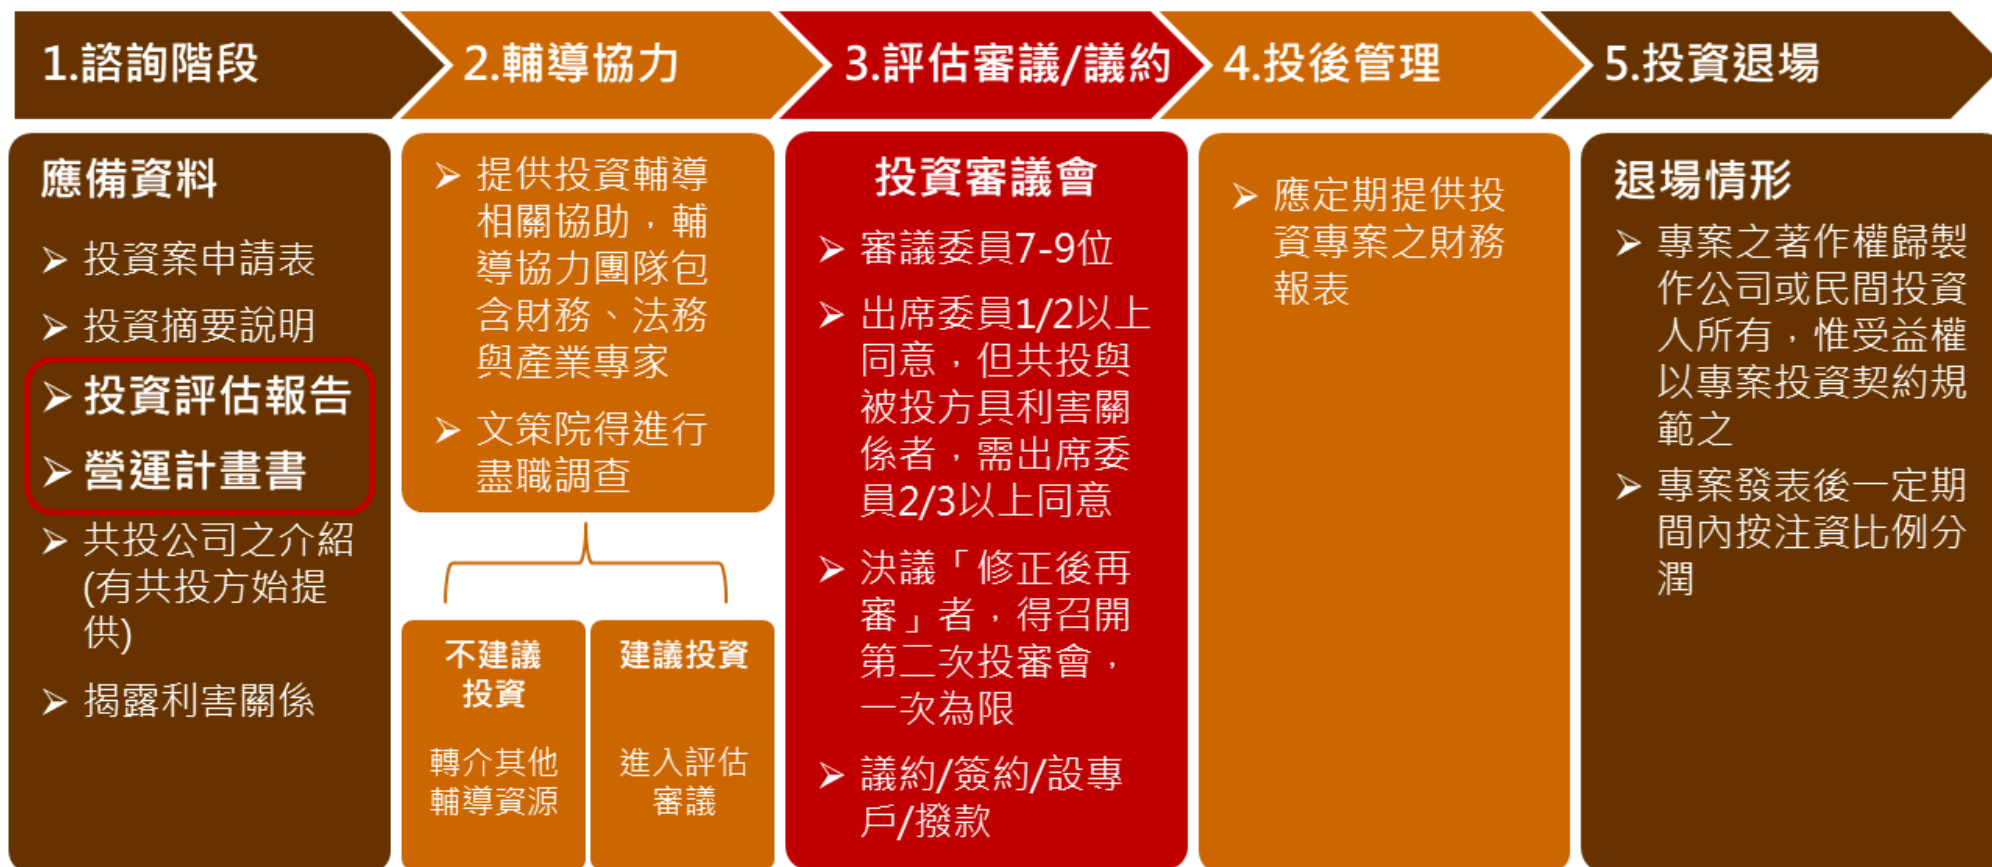 1.諮詢階段
2.輔導協力
3.評估審議/議約
4.投後管理
5.投資退場
應備資料
➢ 投資案申請表
➢ 投資摘要說明
➢ 投資評估報告
➢ 營運計畫書
➢ 共投公司之介紹
(有共投方始提
供)
➢ 揭露利害關係
➢ 提供投資輔導
相關協助，輔
導協力團隊包
含財務、法務
與產業專家
➢ 文策院得進行
盡職調查
不建議
投資
轉介其他
輔導資源
建議投資
進入評估
審議
投資審議會
➢ 審議委員7-9位
➢ 出席委員1/2以上
同意，但共投與
被投方具利害關
係者，需出席委
員2/3以上同意
➢ 決議「修正後再
審」者，得召開
第二次投審會，
一次為限
➢ 議約/簽約/設專
戶/撥款
➢ 應定期提供投
資專案之財務
報表
退場情形
➢ 專案之著作權歸製
作公司或民間投資
人所有，惟受益權
以專案投資契約規
範之
➢ 專案發表後一定期
間內按注資比例分
潤